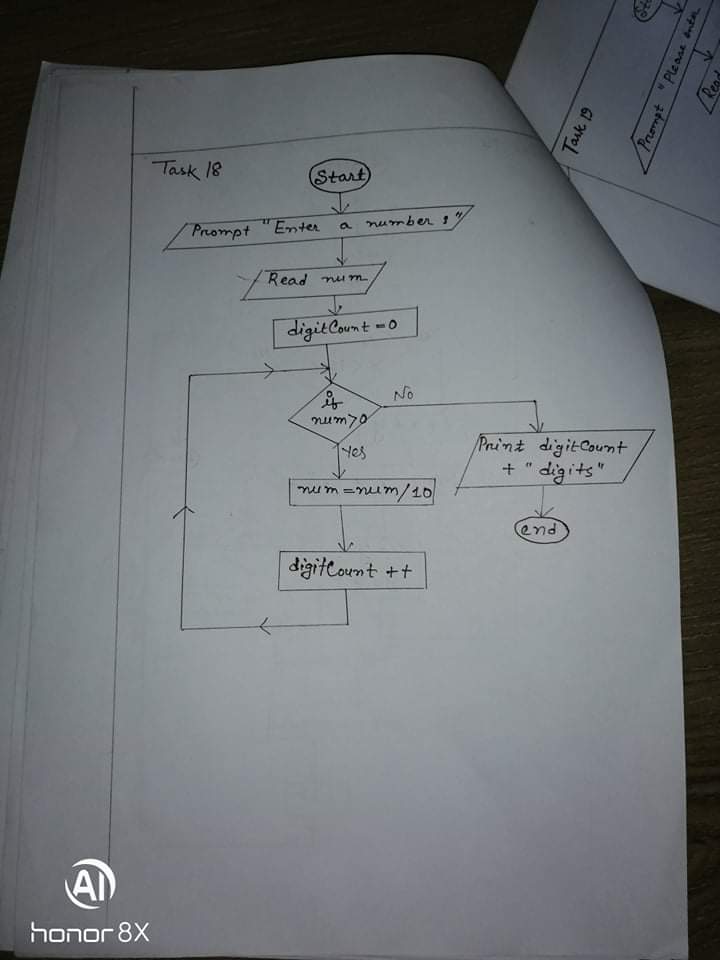 Task 18
Start
Prompt "Enter a number :"
Read num
digitCount = 0
if
num>0
No
Yes
Print digitCount
+ "digits"
num = num/10
end
digitCount ++
Task 19
Prompt "Please enter
Read
AI
honor 8X